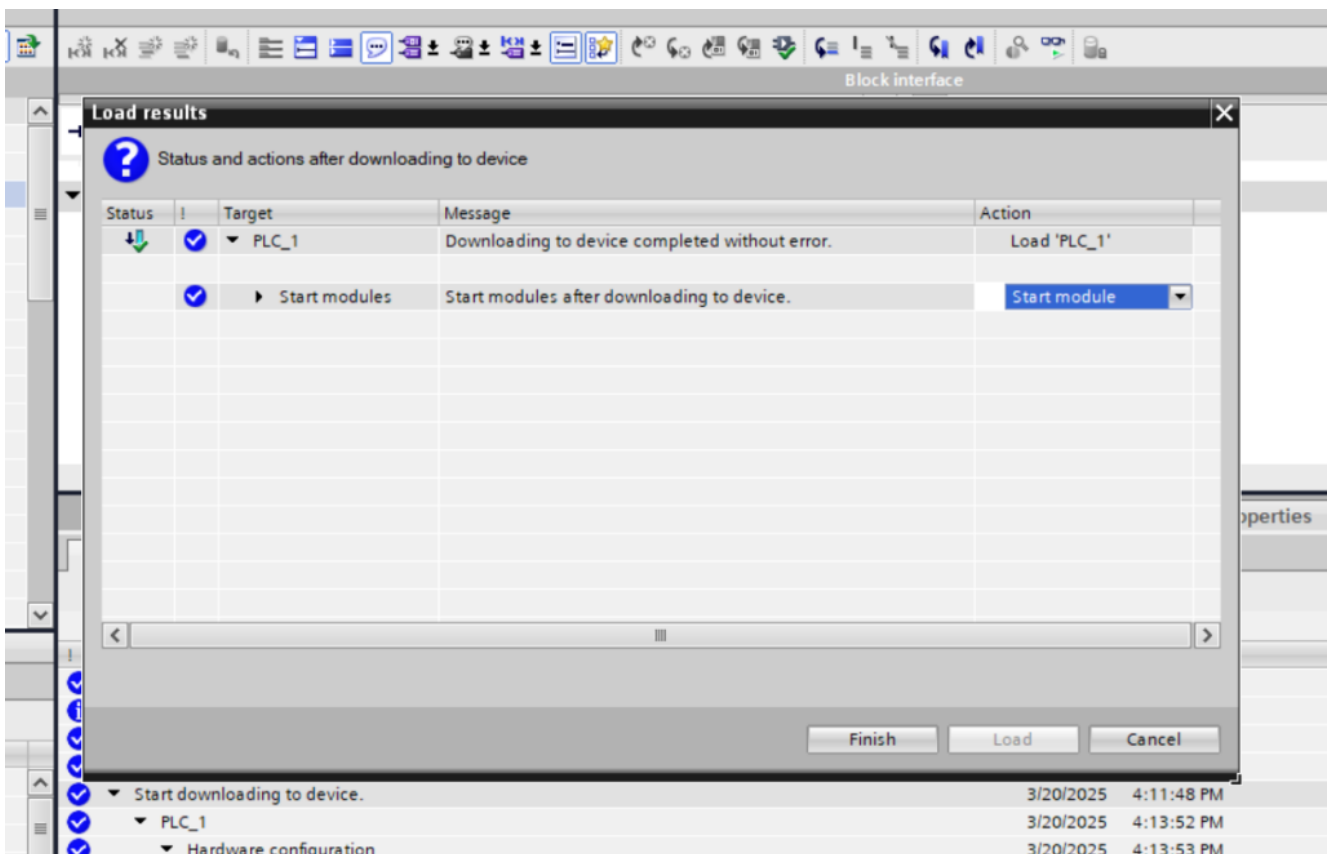 Block interface
Load results
Status and actions after downloading to device
Status ! Target Message Action
PLC_1 Downloading to device completed without error. Load 'PLC_1'
Start modules Start modules after downloading to device. Start module
operties
!
Finish Load Cancel
Start downloading to device. 3/20/2025 4:11:48 PM
PLC_1 3/20/2025 4:13:52 PM
Hardware configuration 3/20/2025 4:13:53 PM